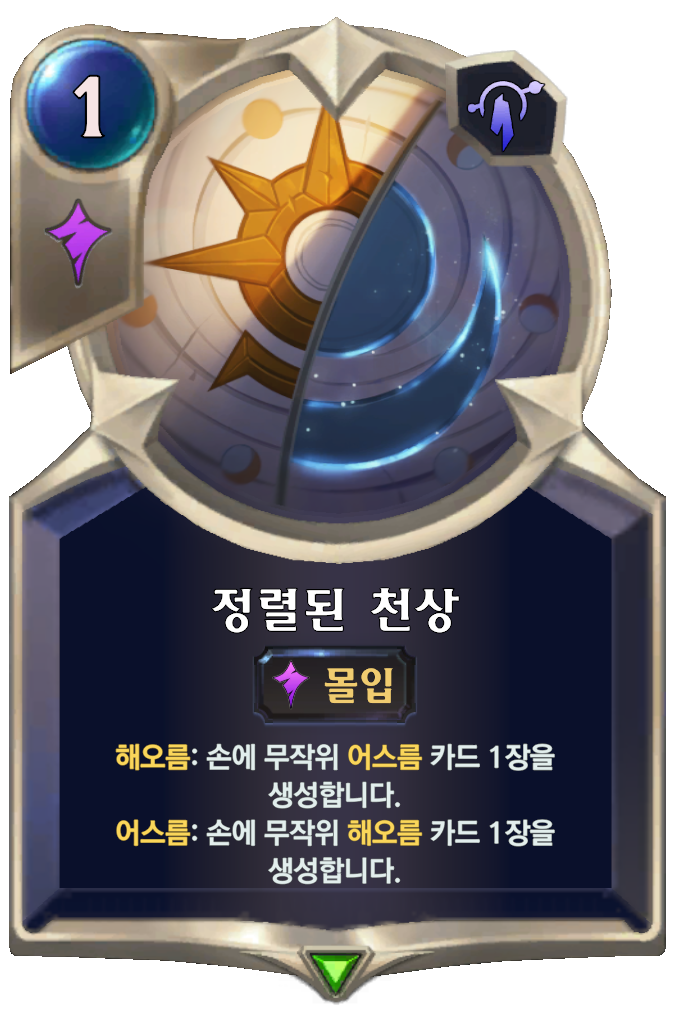 1
정렬된 천상
몰입
해오름: 손에 무작위 어스름 카드 1장을
생성합니다.
어스름: 손에 무작위 해오름 카드 1장을
생성합니다.